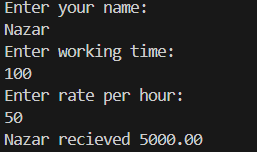 Enter your name:
Nazar
Enter working time:
100
Enter rate per hour:
50
Nazar recieved 5000.00